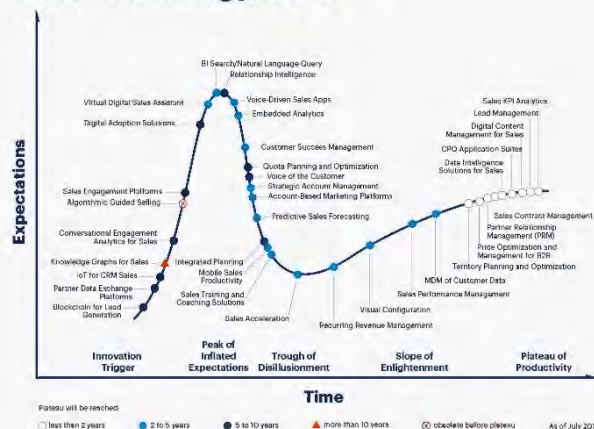 BI Search/Natural Language Query
Relationship Intelligence
Virtual Digital Sales Assistant
Voice-Driven Sales Apps
Embedded Analytics
Digital Adoption Solutions
Customer Success Management
Quota Planning and Optimization
Voice of the Customer
Strategic Account Management
Account-Based Marketing Platforms
Predictive Sales Forecasting
Sales Engagement Platforms
Algorithmic Guided Selling
Conversational Engagement
Analytics for Sales
Knowledge Graphs for Sales
IoT for CRM Sales
Partner Data Exchange
Platforms
Blockchain for Lead
Generation
Integrated Planning
Mobile Sales
Productivity
Sales Training and
Coaching Solutions
Sales Acceleration
Recurring Revenue Management
Visual Configuration
Sales Performance Management
MDM of Customer Data
Sales KPI Analytics
Lead Management
Digital Content
Management for Sales
CPQ Application Suites
Data Intelligence
Solutions for Sales
Sales Contract Management
Partner Relationship
Management (PRM)
Price Optimization and
Management for B2B
Territory Planning and Optimization
Expectations
Innovation
Trigger
Peak of
Inflated
Expectations
Trough of
Disillusionment
Slope of
Enlightenment
Plateau of
Productivity
Time
Plateau will be reached:
less than 2 years
2 to 5 years
5 to 10 years
more than 10 years
obsolete before plateau
As of July